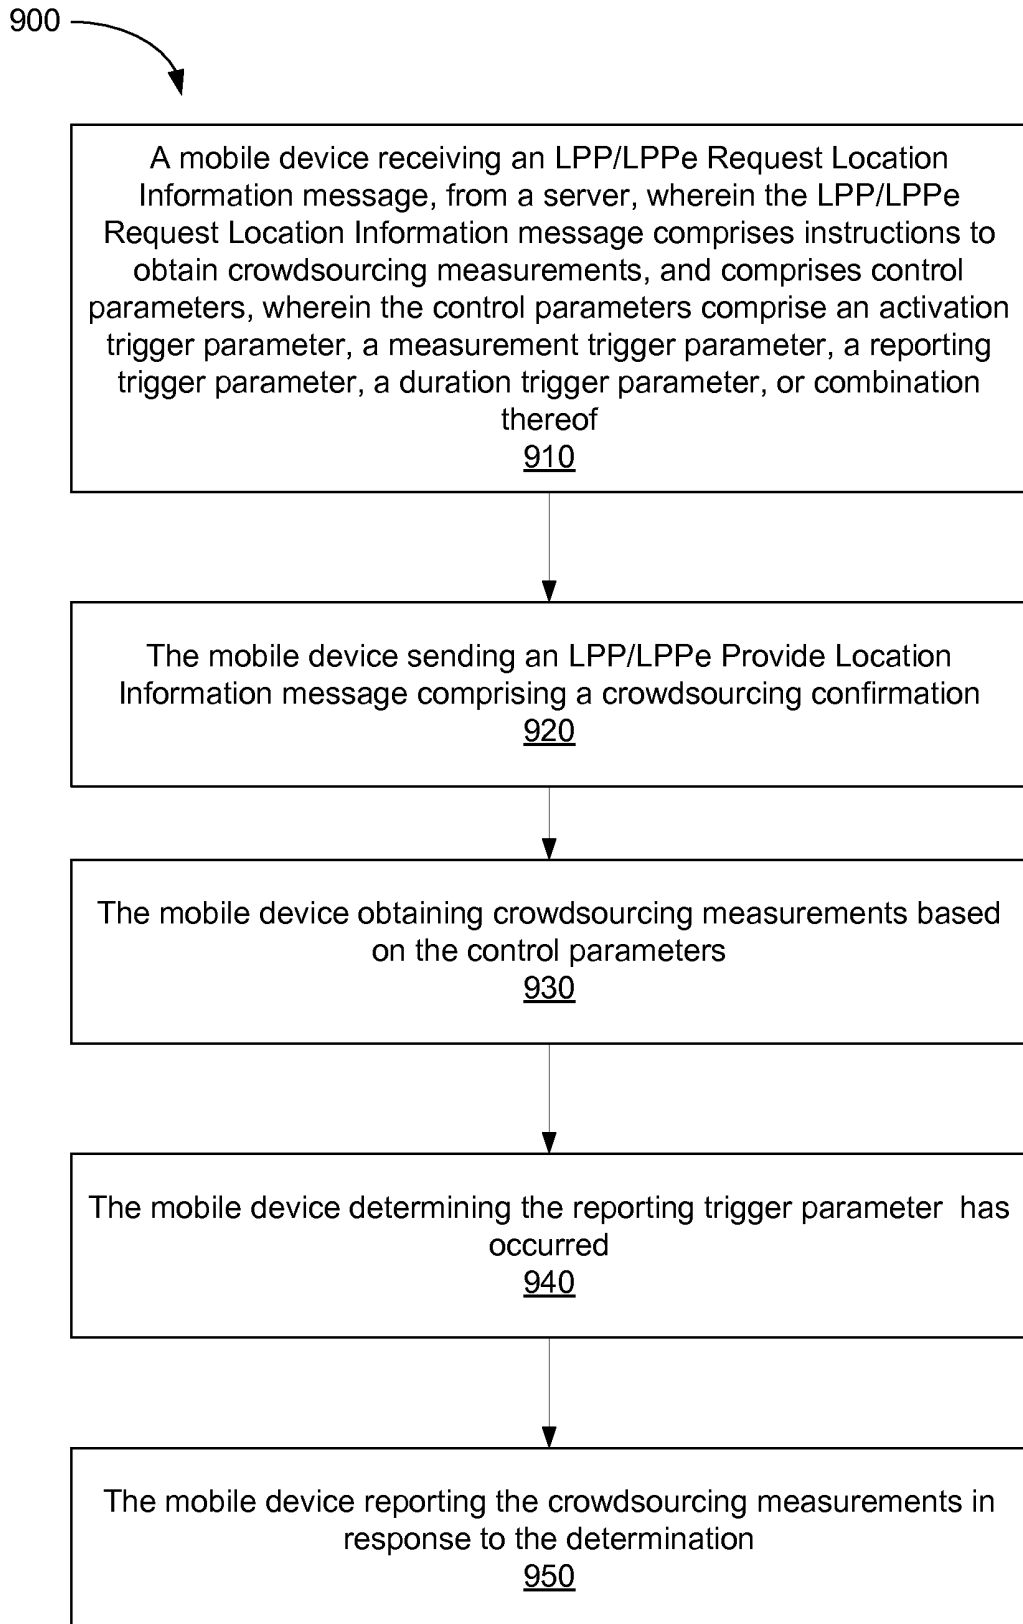 900
A mobile device receiving an LPP/LPPe Request Location
Information message, from a server, wherein the LPP/LPPe
Request Location Information message comprises instructions to
obtain crowdsourcing measurements, and comprises control
parameters, wherein the control parameters comprise an activation
trigger parameter, a measurement trigger parameter, a reporting
trigger parameter, a duration trigger parameter, or combination
thereof
910
The mobile device sending an LPP/LPPe Provide Location
Information message comprising a crowdsourcing confirmation
920
The mobile device obtaining crowdsourcing measurements based
on the control parameters
930
The mobile device determining the reporting trigger parameter  has
occurred
940
The mobile device reporting the crowdsourcing measurements in
response to the determination
950